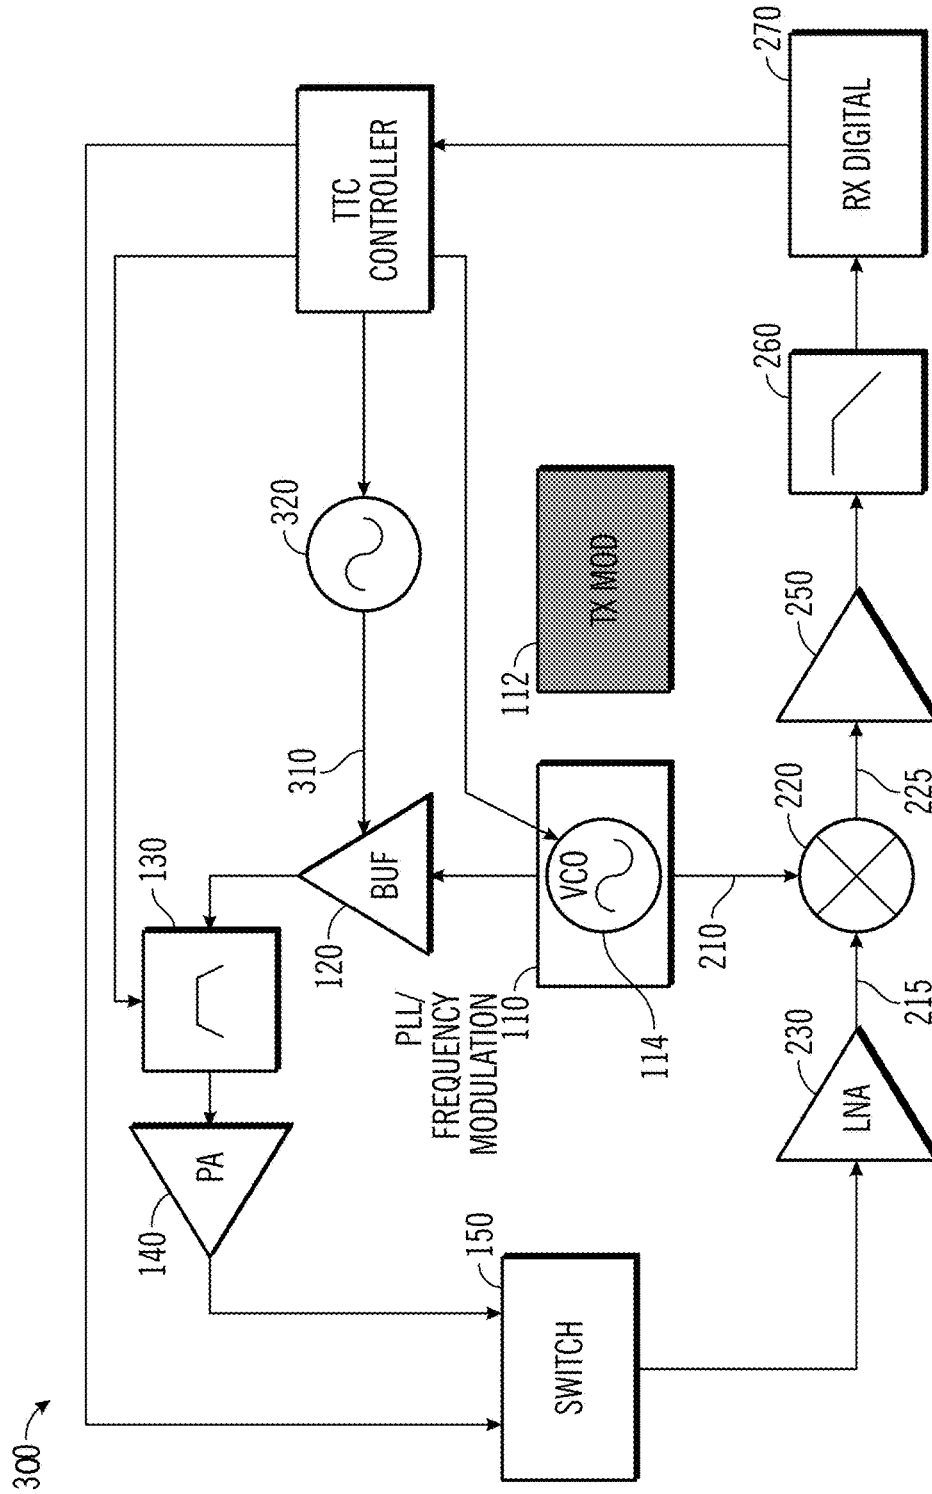 300
TTC
CONTROLLER
320
310
130
BUF
120
PA
140
PLL/
FREQUENCY
MODULATION
110
VCO
114
112
TX MOD
150
SWITCH
210
LNA
230
215
220
225
250
260
270
RX DIGITAL